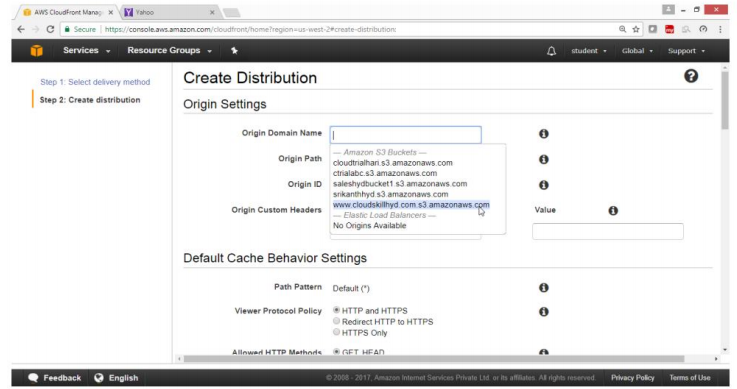 AWS CloudFront Manag
Yahoo
Secure | https://console.aws.amazon.com/cloudfront/home?region=us-west-2#create-distribution:
Services
Resource Groups
student
Global
Support
Step 1: Select delivery method
Step 2: Create distribution
Create Distribution
Origin Settings
Origin Domain Name
— Amazon S3 Buckets —
cloudtrialhari.s3.amazonaws.com
Origin Path
ctrialabc.s3.amazonaws.com
Origin ID
saleshydbucket1.s3.amazonaws.com
srikanthhyd.s3.amazonaws.com
www.cloudskillhyd.com.s3.amazonaws.com
Origin Custom Headers
Value
— Elastic Load Balancers —
No Origins Available
Default Cache Behavior Settings
Path Pattern
Default (*)
Viewer Protocol Policy
HTTP and HTTPS
Redirect HTTP to HTTPS
HTTPS Only
Allowed HTTP Methods
GET, HEAD
Feedback
English
© 2008 - 2017, Amazon Internet Services Private Ltd. or its affiliates. All rights reserved.
Privacy Policy
Terms of Use